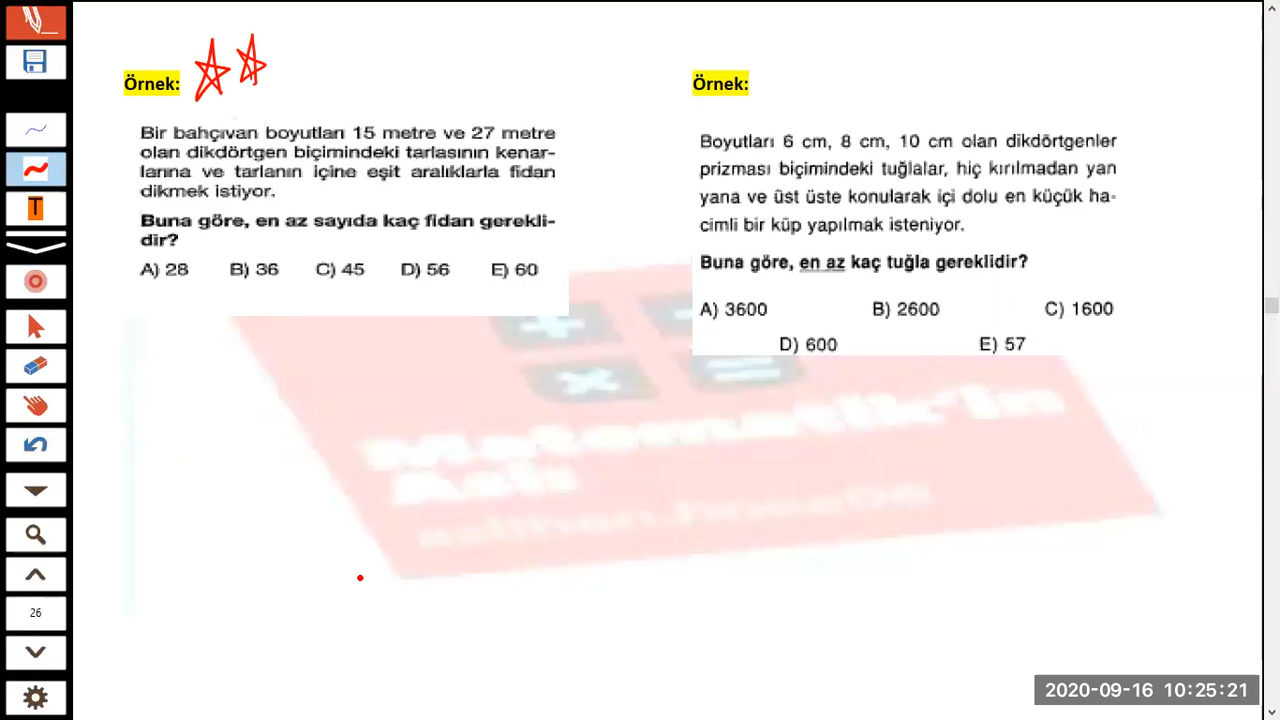 Örnek:
Bir bahçıvan boyutları 15 metre ve 27 metre
olan dikdörtgen biçimindeki tarlasının kenar-
larına ve tarlanın içine eşit aralıklarla fidan
dikmek istiyor.
Buna göre, en az sayıda kaç fidan gerekli-
dir?
A) 28 B) 36 C) 45 D) 56 E) 60
Örnek:
Boyutları 6 cm, 8 cm, 10 cm olan dikdörtgenler
prizması biçimindeki tuğlalar, hiç kırılmadan yan
yana ve üst üste konularak içi dolu en küçük ha-
cimli bir küp yapılmak isteniyor.
Buna göre, en az kaç tuğla gereklidir?
A) 3600 B) 2600 C) 1600
D) 600 E) 57
Matematik'in
T
26
2020-09-16 10:25:21